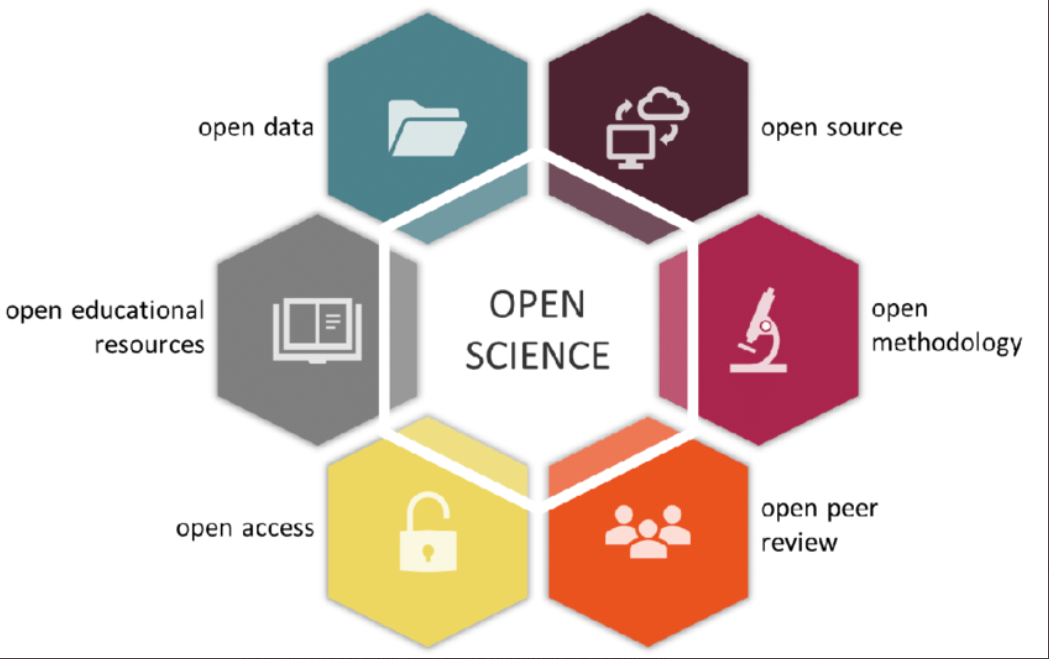 open data
open source
open educational
resources
OPEN
SCIENCE
open
methodology
open access
open peer
review